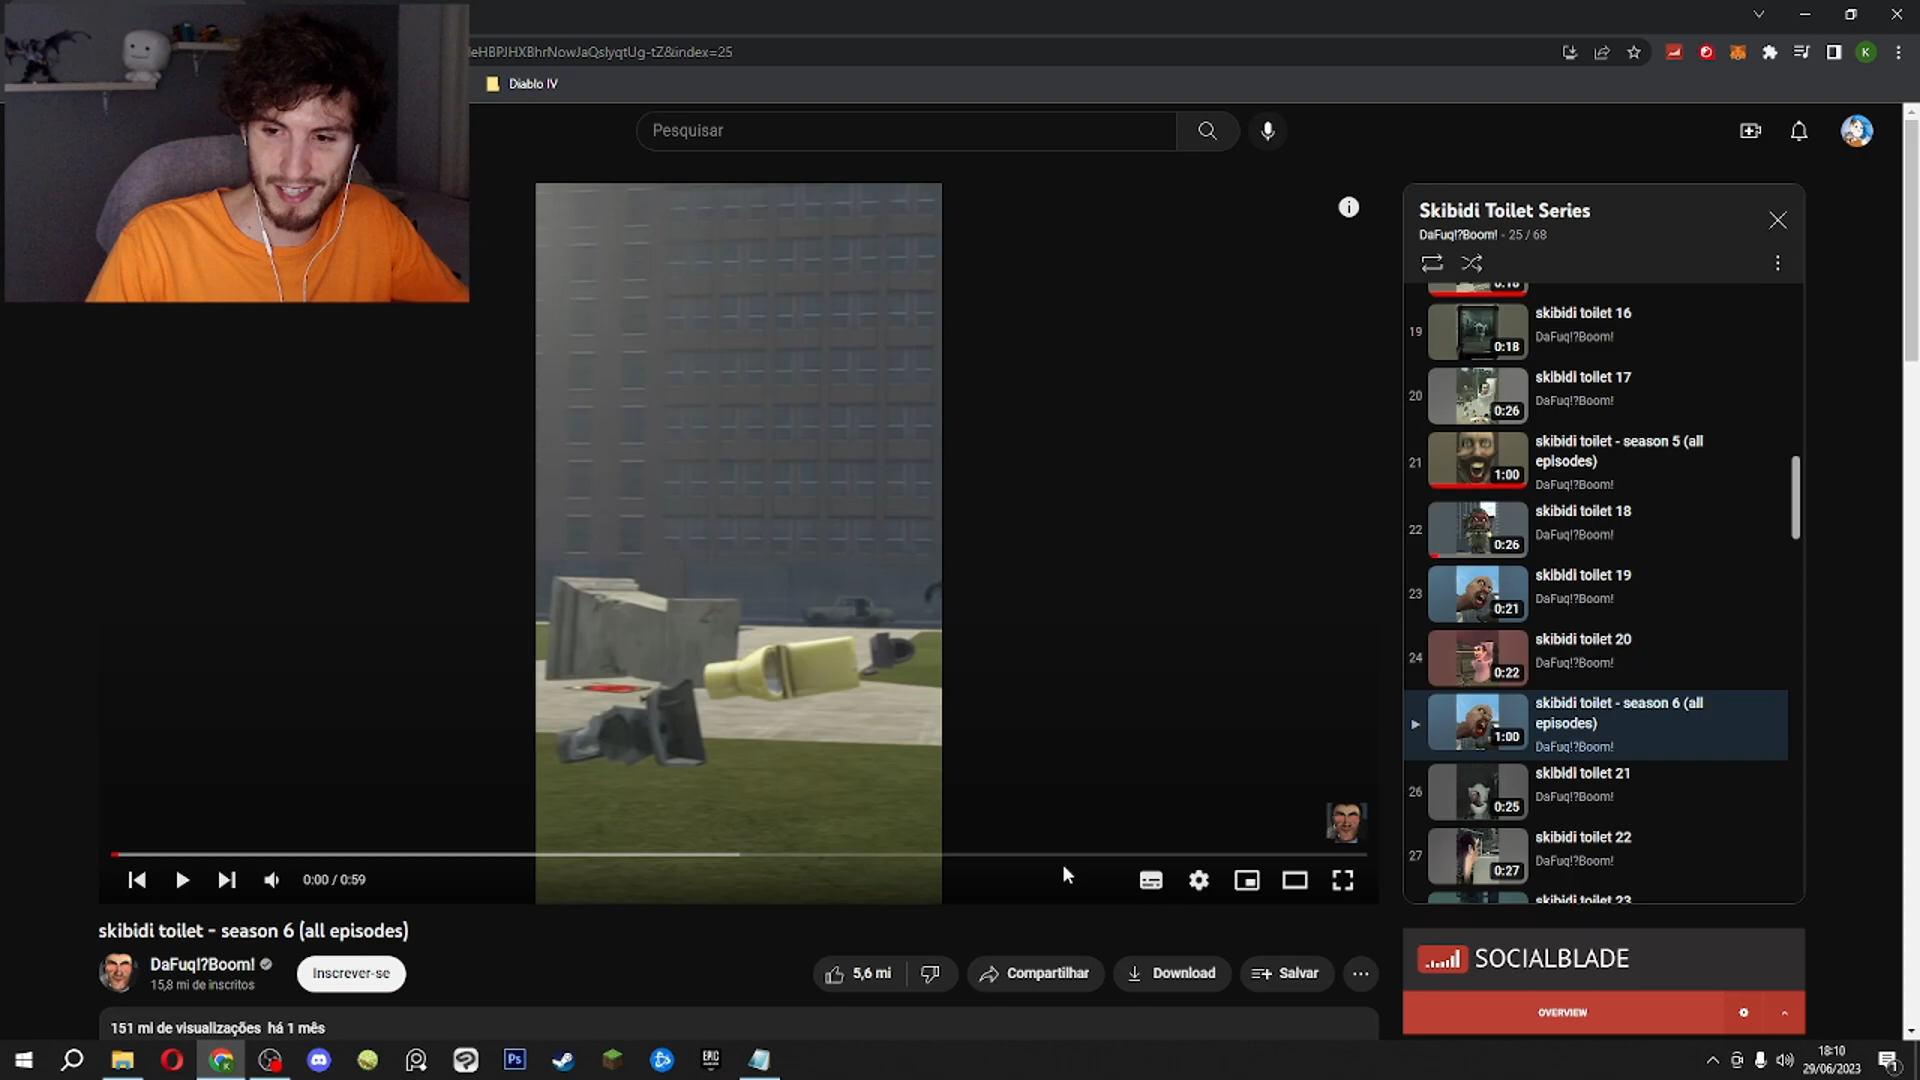 eHBPJHXBhrNowJaQslyqtUg-tZ&index=25
K
Diablo IV
Pesquisar
Skibidi Toilet Series
DaFuq!?Boom! - 25 / 68
19
0:18
skibidi toilet 16
DaFuq!?Boom!
20
0:26
skibidi toilet 17
DaFuq!?Boom!
21
1:00
skibidi toilet - season 5 (all
episodes)
DaFuq!?Boom!
22
0:26
skibidi toilet 18
DaFuq!?Boom!
23
0:21
skibidi toilet 19
DaFuq!?Boom!
24
0:22
skibidi toilet 20
DaFuq!?Boom!
1:00
skibidi toilet - season 6 (all
episodes)
DaFuq!?Boom!
26
0:25
skibidi toilet 21
DaFuq!?Boom!
27
0:27
skibidi toilet 22
DaFuq!?Boom!
skibidi toilet 23
0:00 / 0:59
skibidi toilet - season 6 (all episodes)
DaFuq!?Boom!
15,8 mi de inscritos
Inscrever-se
5,6 mi
Compartilhar
Download
Salvar
151 mi de visualizações há 1 mês
SOCIALBLADE
OVERVIEW
Ps
EPIC
18:10
29/06/2023
1